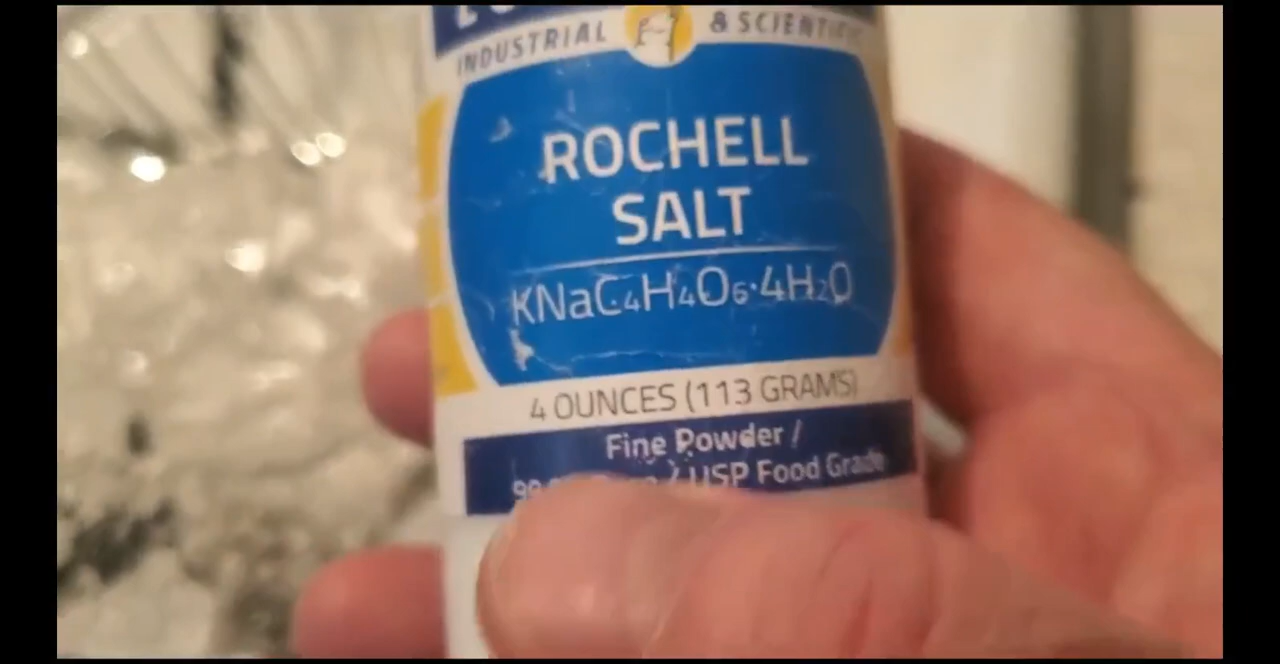 INDUSTRIAL & SCIENTIFIC
ROCHELL
SALT
KNaC₄H₄O₆·4H₂O
4 OUNCES (113 GRAMS)
Fine Powder /
/ USP Food Grade